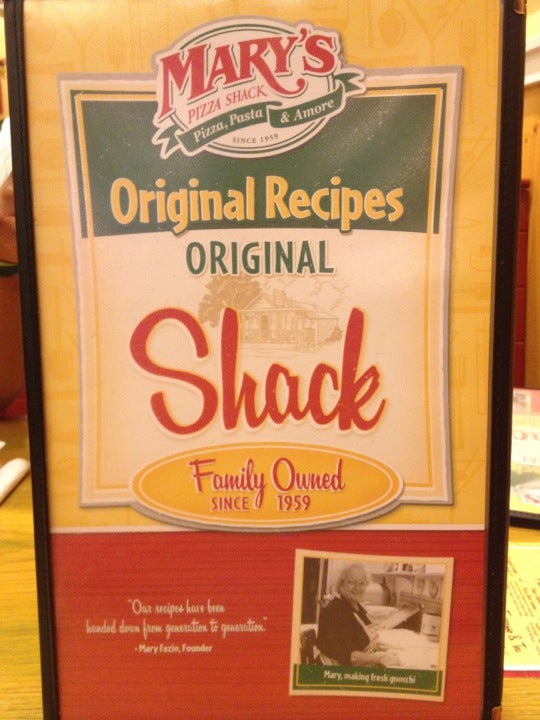 MARY'S
PIZZA SHACK
Pizza, Pasta & Amore
SINCE 1959
Original Recipes
ORIGINAL
Shack
Family Owned
SINCE 1959
"Our recipes have been
handed down from generation to generation."
- Mary Fazio, Founder
Mary, making fresh gnocchi